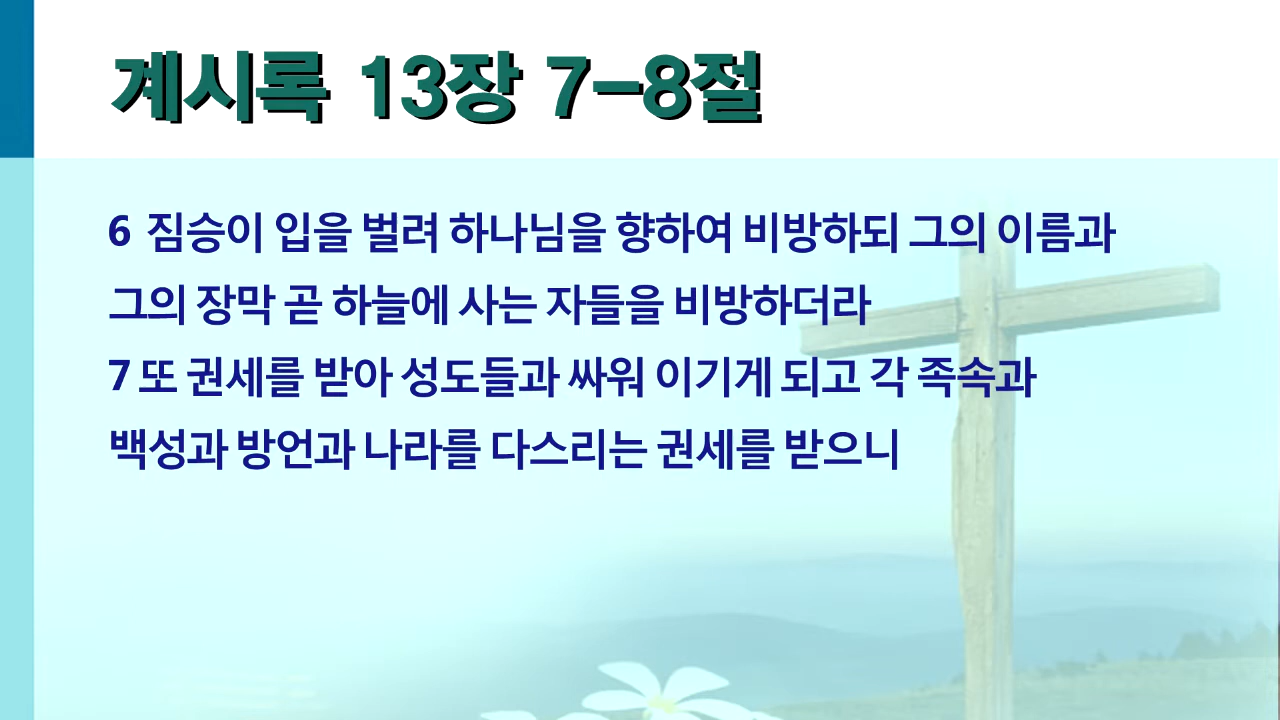 계시록 13장 7-8절
6 짐승이 입을 벌려 하나님을 향하여 비방하되 그의 이름과
그의 장막 곧 하늘에 사는 자들을 비방하더라
7 또 권세를 받아 성도들과 싸워 이기게 되고 각 족속과
백성과 방언과 나라를 다스리는 권세를 받으니